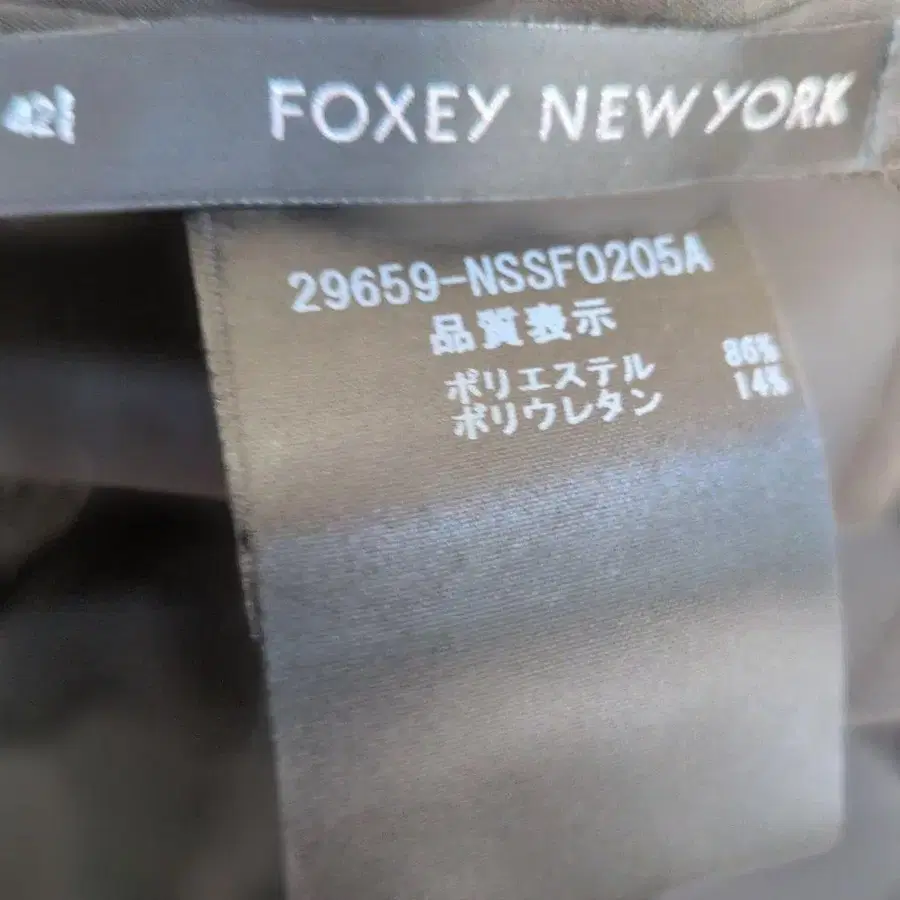 42 FOXEY NEW YORK
29659-NSSF0205A
品質表示
ポリエステル 86%
ポリウレタン 14%